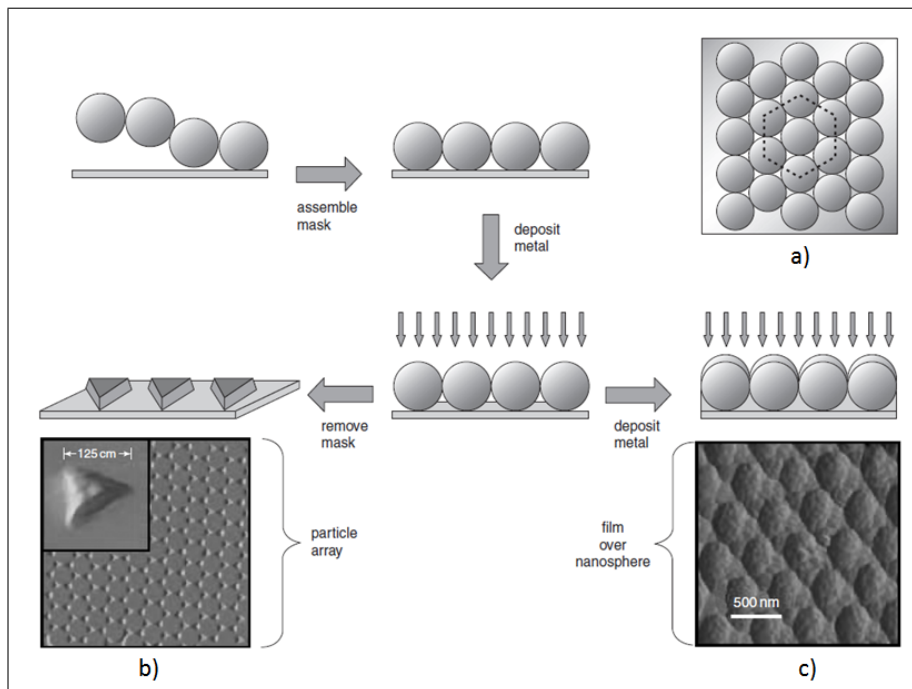 assemble
mask
deposit
metal
a)
remove
mask
deposit
metal
125 cm
particle
array
film
over
nanosphere
500 nm
b)
c)